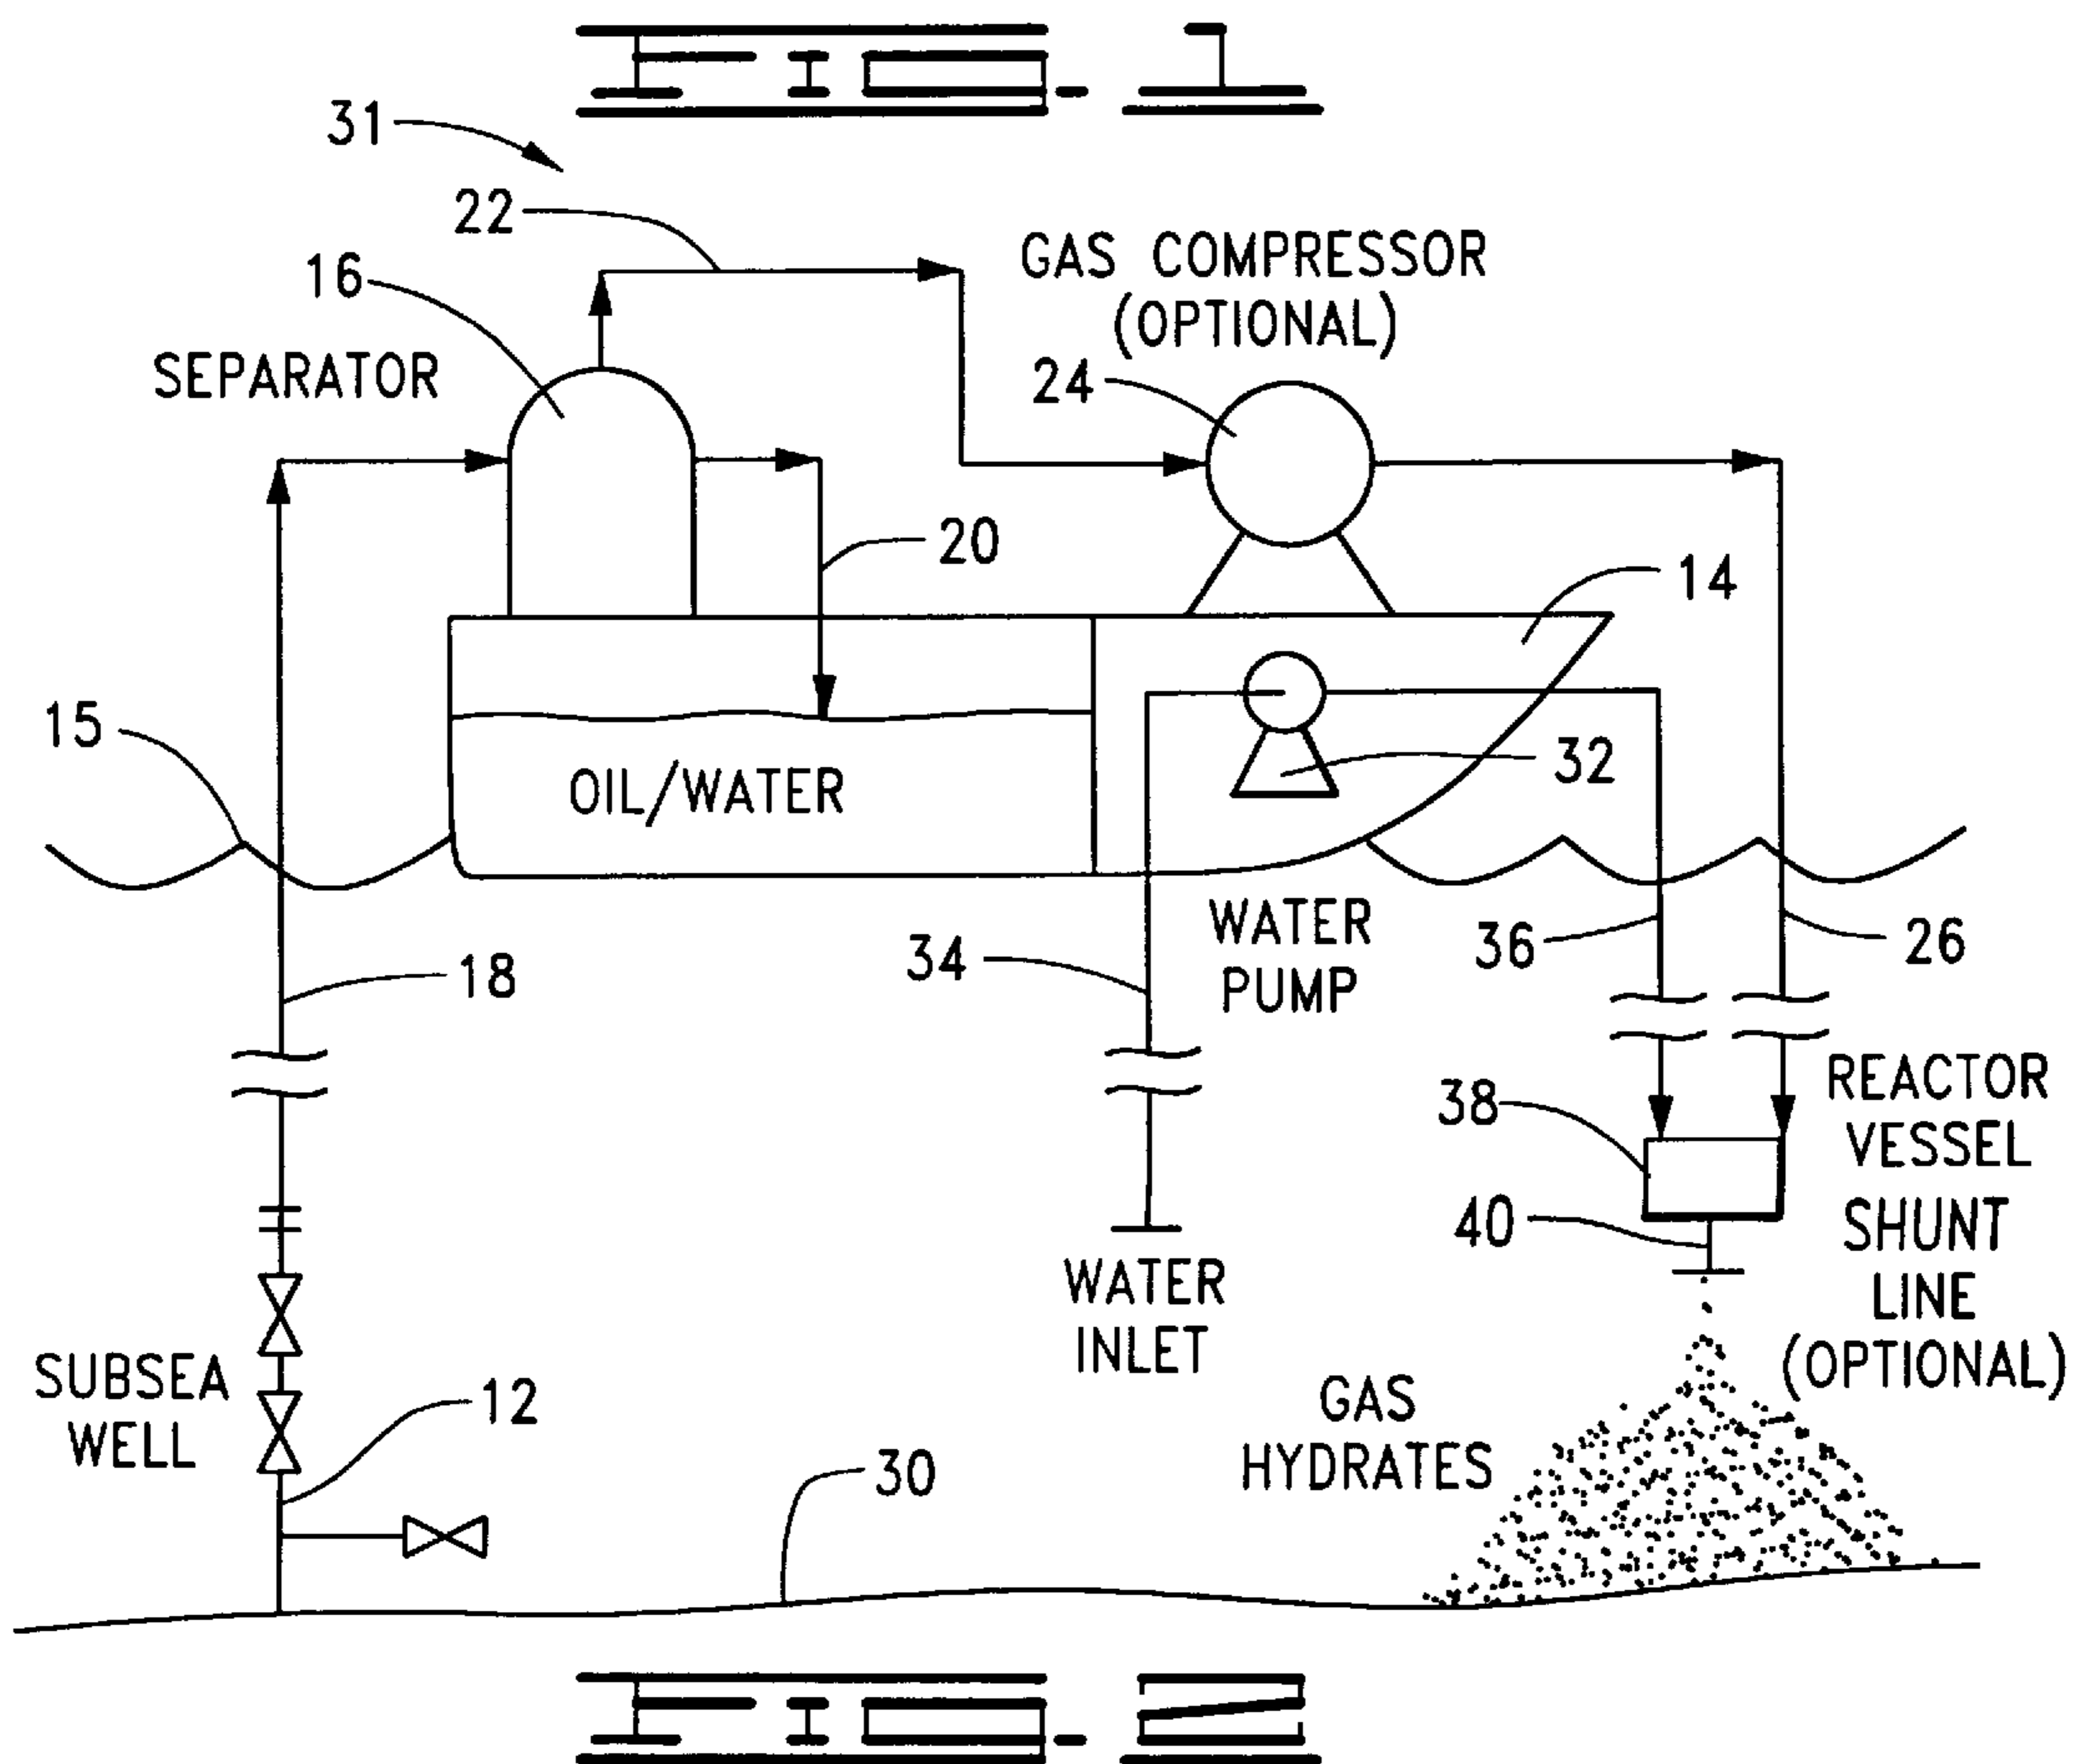 FIG-1
31
22
GAS COMPRESSOR
(OPTIONAL)
16
SEPARATOR
24
20
14
15
32
OIL/WATER
WATER
PUMP
34
36
26
18
REACTOR
VESSEL
38
40
SHUNT
LINE
(OPTIONAL)
WATER
INLET
SUBSEA
WELL
12
GAS
HYDRATES
30
FIG-2